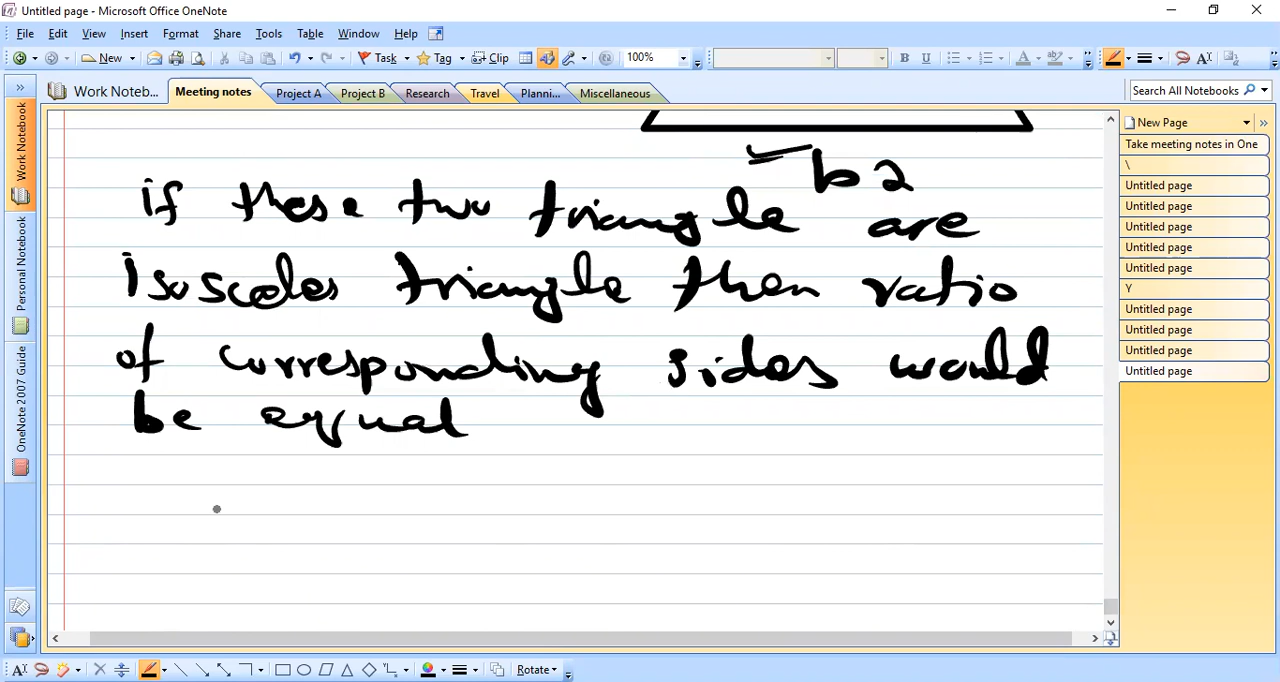 Untitled page - Microsoft Office OneNote
File Edit View Insert Format Share Tools Table Window Help
New Task Tag Clip 100% B U A ab A
Work Noteb... Meeting notes Project A Project B Research Travel Planni... Miscellaneous Search All Notebooks
New Page
Take meeting notes in One
\
Untitled page
Untitled page
Untitled page
Untitled page
Untitled page
Y
Untitled page
Untitled page
Untitled page
Untitled page
Work Notebook
Personal Notebook
OneNote 2007 Guide
b2
if these two triangle are
isosceles triangle then ratio
of corresponding sides would
be equal
Rotate